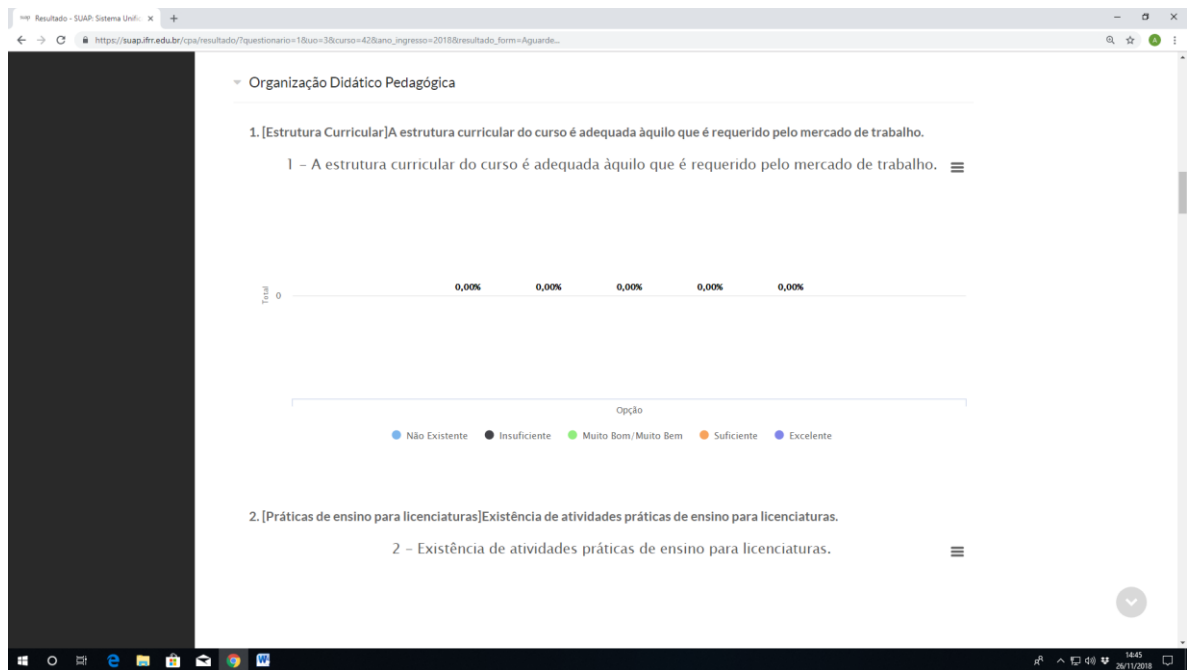 suap Resultado - SUAP: Sistema Unific
https://suap.ifrr.edu.br/cpa/resultado/?questionario=1&uo=3&curso=42&ano_ingresso=2018&resultado_form=Aguarde...
A
Organização Didático Pedagógica
1. [Estrutura Curricular]A estrutura curricular do curso é adequada àquilo que é requerido pelo mercado de trabalho.
1 – A estrutura curricular do curso é adequada àquilo que é requerido pelo mercado de trabalho.
0,00% 0,00% 0,00% 0,00% 0,00%
Total 0
Opção
Não Existente Insuficiente Muito Bom/Muito Bem Suficiente Excelente
2. [Práticas de ensino para licenciaturas]Existência de atividades práticas de ensino para licenciaturas.
2 – Existência de atividades práticas de ensino para licenciaturas.
14:45
26/11/2018